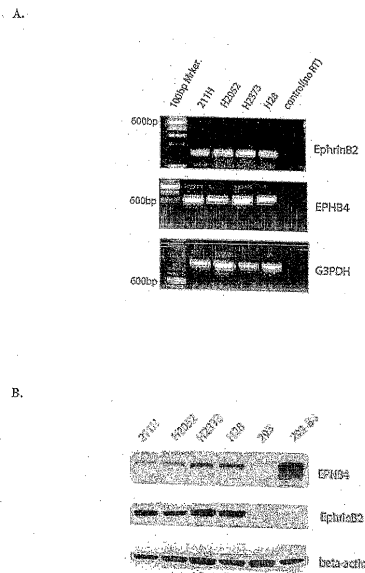 A.
100bp Mrker.
211H
H2052
H2373
H28
control(no RT)
600bp
EphrinB2
600bp
EPHB4
G3PDH
600bp
B.
211H
H2052
H2373
H28
293
EPHB4
EphrinB2
beta-actin